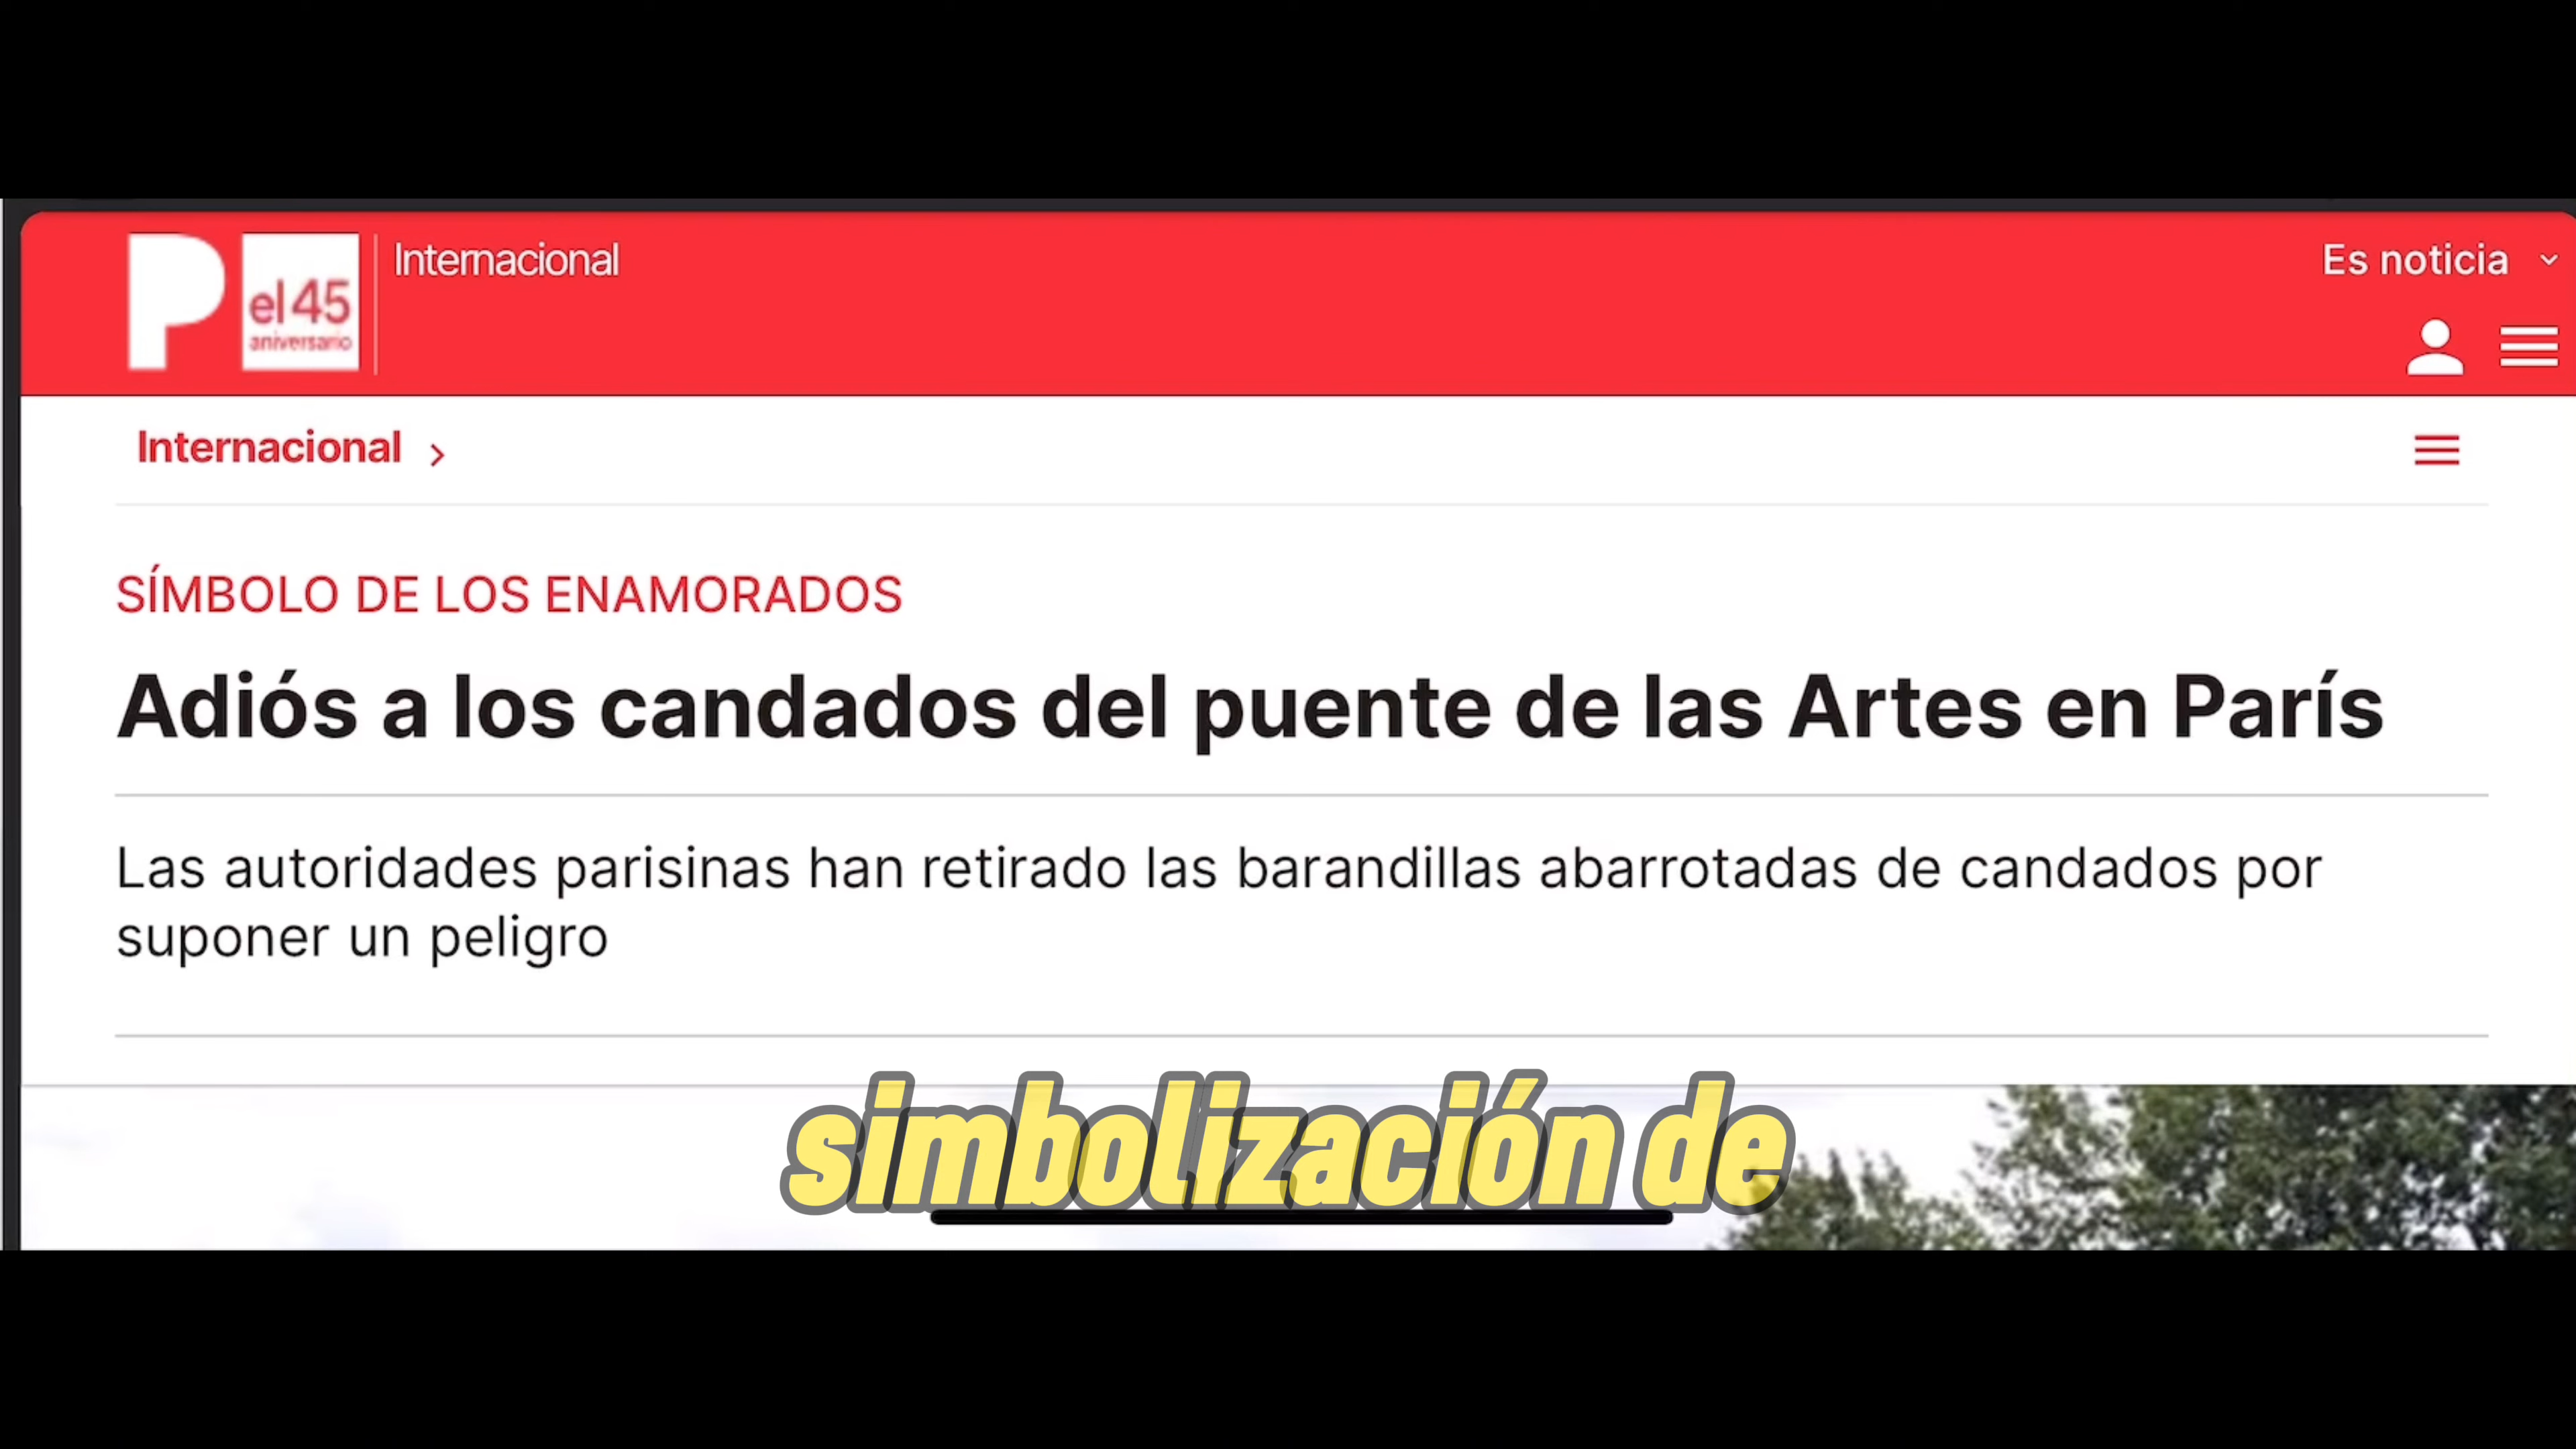 P
el 45
aniversario
Internacional
Es noticia
Internacional >
SÍMBOLO DE LOS ENAMORADOS
Adiós a los candados del puente de las Artes en París
Las autoridades parisinas han retirado las barandillas abarrotadas de candados por
suponer un peligro
simbolización de